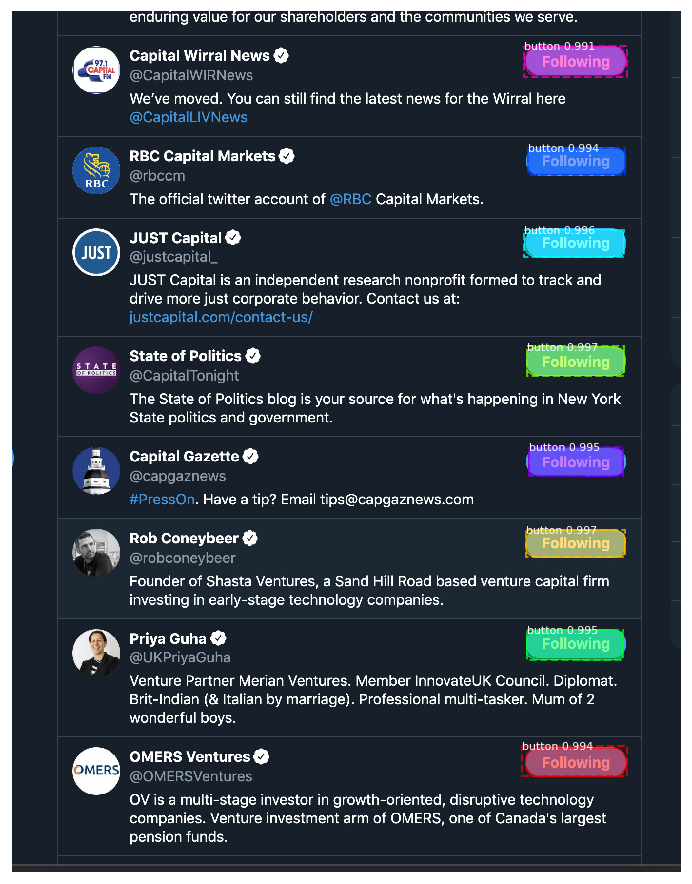 enduring value for our shareholders and the communities we serve.
Capital Wirral News
button 0.991
Following
97.1
CAPITAL
FM
@CapitalWIRNews
We've moved. You can still find the latest news for the Wirral here
@CapitalLIVNews
RBC Capital Markets
button 0.994
Following
RBC
@rbccm
The official twitter account of @RBC Capital Markets.
JUST Capital
button 0.996
Following
JUST
@justcapital_
JUST Capital is an independent research nonprofit formed to track and
drive more just corporate behavior. Contact us at:
justcapital.com/contact-us/
State of Politics
button 0.997
Following
STATE
OF POLITICS
@CapitalTonight
The State of Politics blog is your source for what's happening in New York
State politics and government.
Capital Gazette
button 0.995
Following
@capgaznews
#PressOn. Have a tip? Email tips@capgaznews.com
Rob Coneybeer
button 0.997
Following
@robconeybeer
Founder of Shasta Ventures, a Sand Hill Road based venture capital firm
investing in early-stage technology companies.
Priya Guha
button 0.995
Following
@UKPriyaGuha
Venture Partner Merian Ventures. Member InnovateUK Council. Diplomat.
Brit-Indian (& Italian by marriage). Professional multi-tasker. Mum of 2
wonderful boys.
OMERS Ventures
button 0.994
Following
OMERS
@OMERSVentures
OV is a multi-stage investor in growth-oriented, disruptive technology
companies. Venture investment arm of OMERS, one of Canada's largest
pension funds.